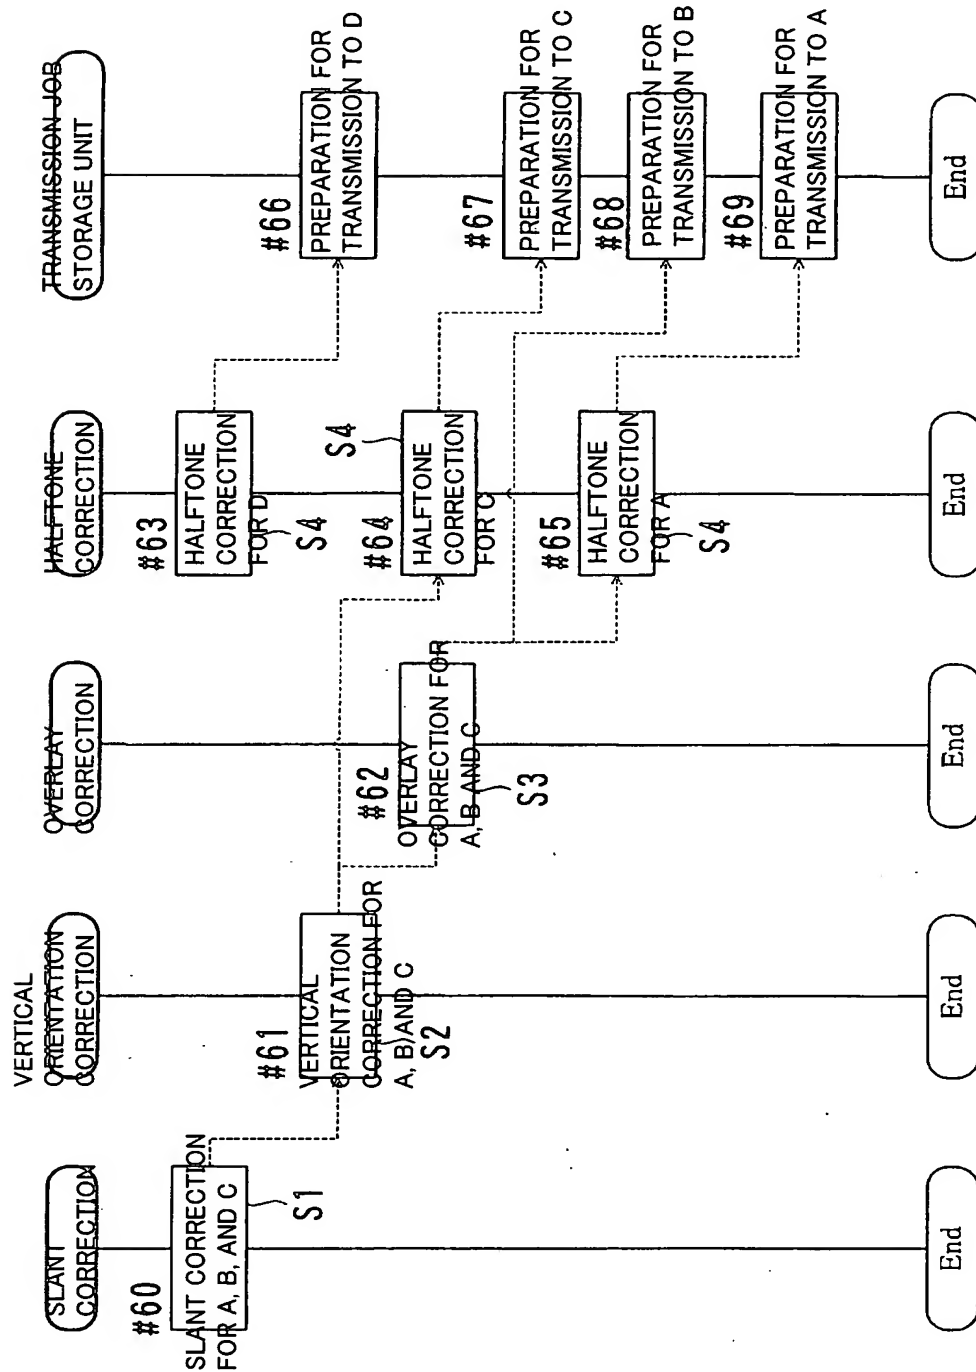 SLANT
CORRECTION
VERTICAL
ORIENTATION
CORRECTION
OVERLAY
CORRECTION
HALFTONE
CORRECTION
TRANSMISSION JOB
STORAGE UNIT
#60
SLANT CORRECTION
FOR A, B, AND C
S1
#61
VERTICAL
ORIENTATION
CORRECTION FOR
A, B AND C
S2
#62
OVERLAY
CORRECTION FOR
A, B AND C
S3
#63
HALFTONE
CORRECTION
FOR D
S4
#64
HALFTONE
CORRECTION
FOR C
S4
#65
HALFTONE
CORRECTION
FOR A
S4
#66
PREPARATION FOR
TRANSMISSION TO D
#67
PREPARATION FOR
TRANSMISSION TO C
#68
PREPARATION FOR
TRANSMISSION TO B
#69
PREPARATION FOR
TRANSMISSION TO A
End
End
End
End
End